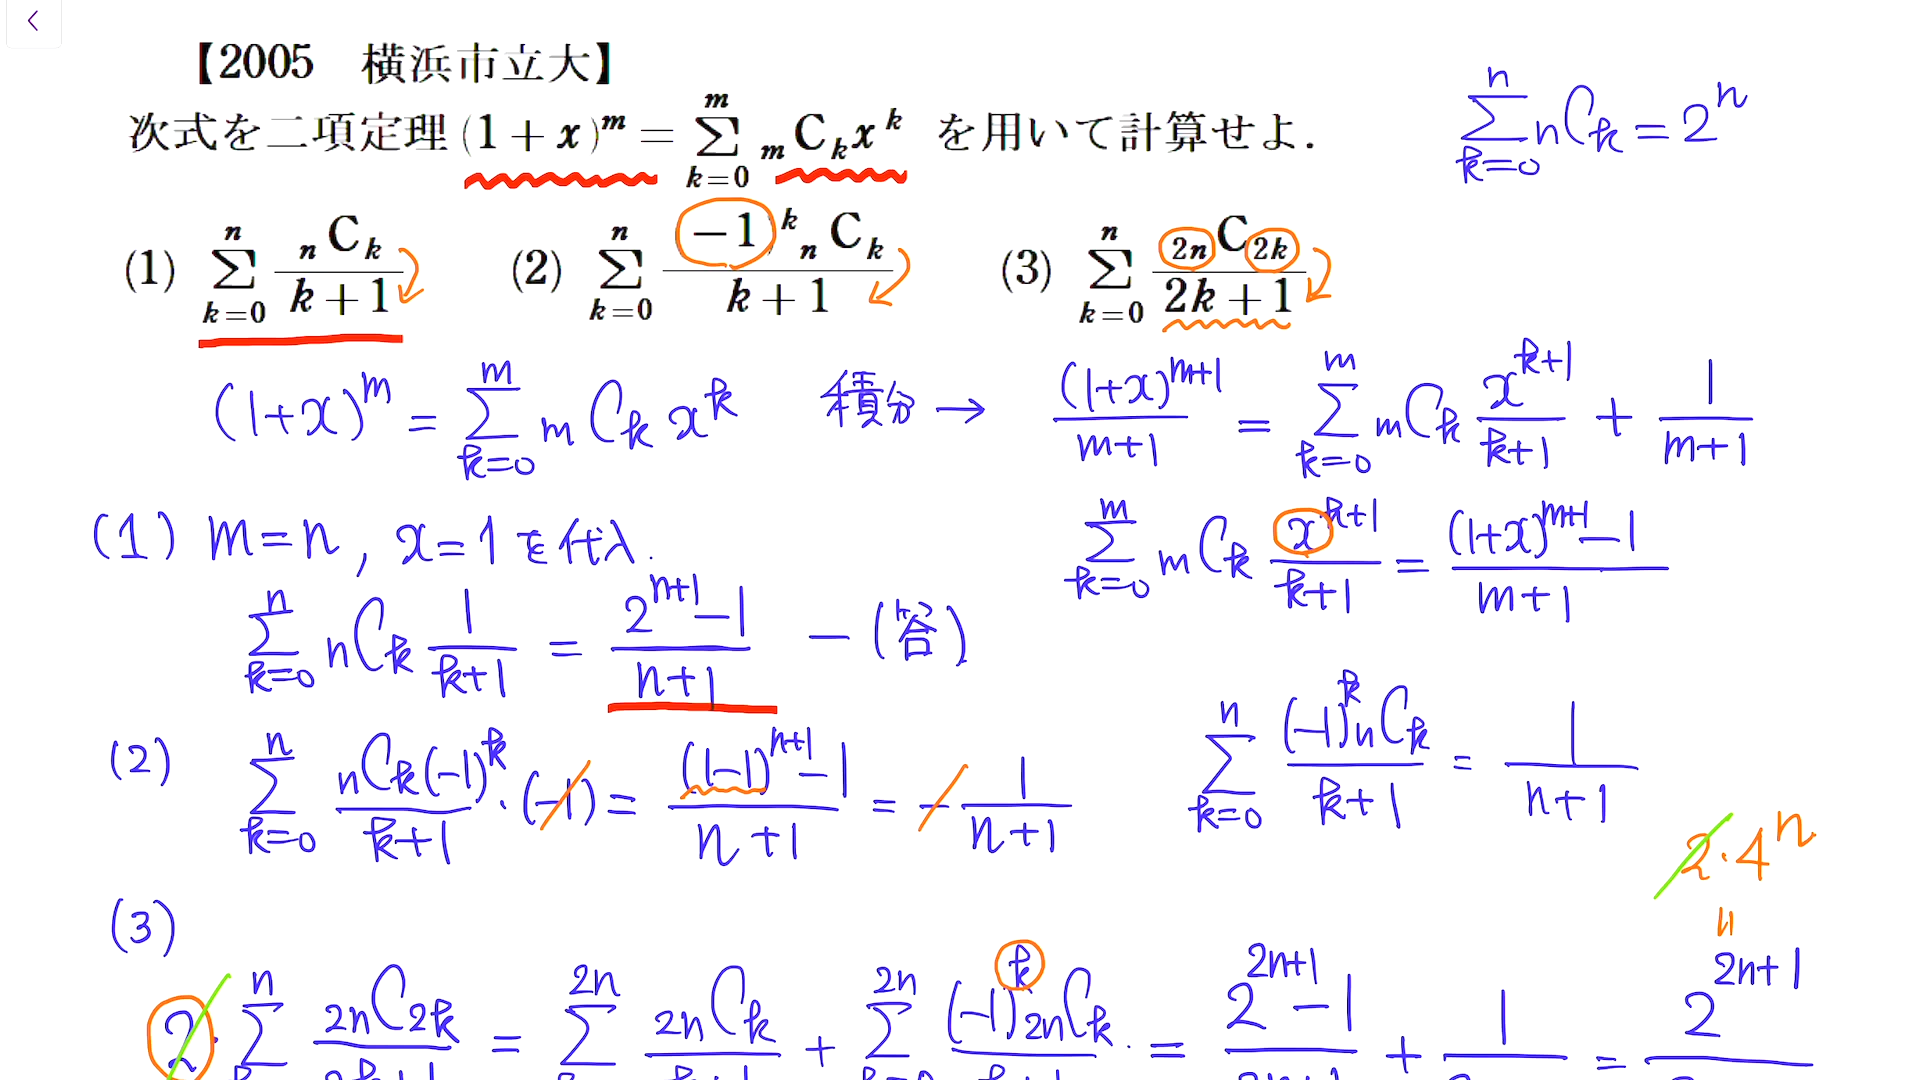 【2005 横浜市立大】
次式を二項定理 (1+x)^m = Σ_{k=0}^{m} mCk x^k を用いて計算せよ.
Σ_{k=0}^{n} nCk = 2^n
(1) Σ_{k=0}^{n} nCk/(k+1) (2) Σ_{k=0}^{n} -1)^k nCk/(k+1) (3) Σ_{k=0}^{n} 2nC2k/(2k+1)
(1+x)^m = Σ_{k=0}^{m} mCk x^k 積分 → (1+x)^{m+1}/(m+1) = Σ_{k=0}^{m} mCk x^{k+1}/(k+1) + 1/(m+1)
Σ_{k=0}^{m} mCk x^{k+1}/(k+1) = ((1+x)^{m+1}-1)/(m+1)
(1) m=n, x=1を代入.
Σ_{k=0}^{n} nCk 1/(k+1) = (2^{n+1}-1)/(n+1) ―(答)
(2) Σ_{k=0}^{n} nCk(-1)^k/(k+1)・(-1) = ((1-1)^{n+1}-1)/(n+1) = -1/(n+1)
Σ_{k=0}^{n} (-1)^k nCk/(k+1) = 1/(n+1)
2・4^n
=
(3)
2・Σ^{n} 2nC2k/(2k+1) = Σ^{2n} 2nCk/(k+1) + Σ_{k=0}^{2n} (-1)^k 2nCk/(k+1) = (2^{2n+1}-1)/(2n+1) + 1/ = 2^{2n+1}/